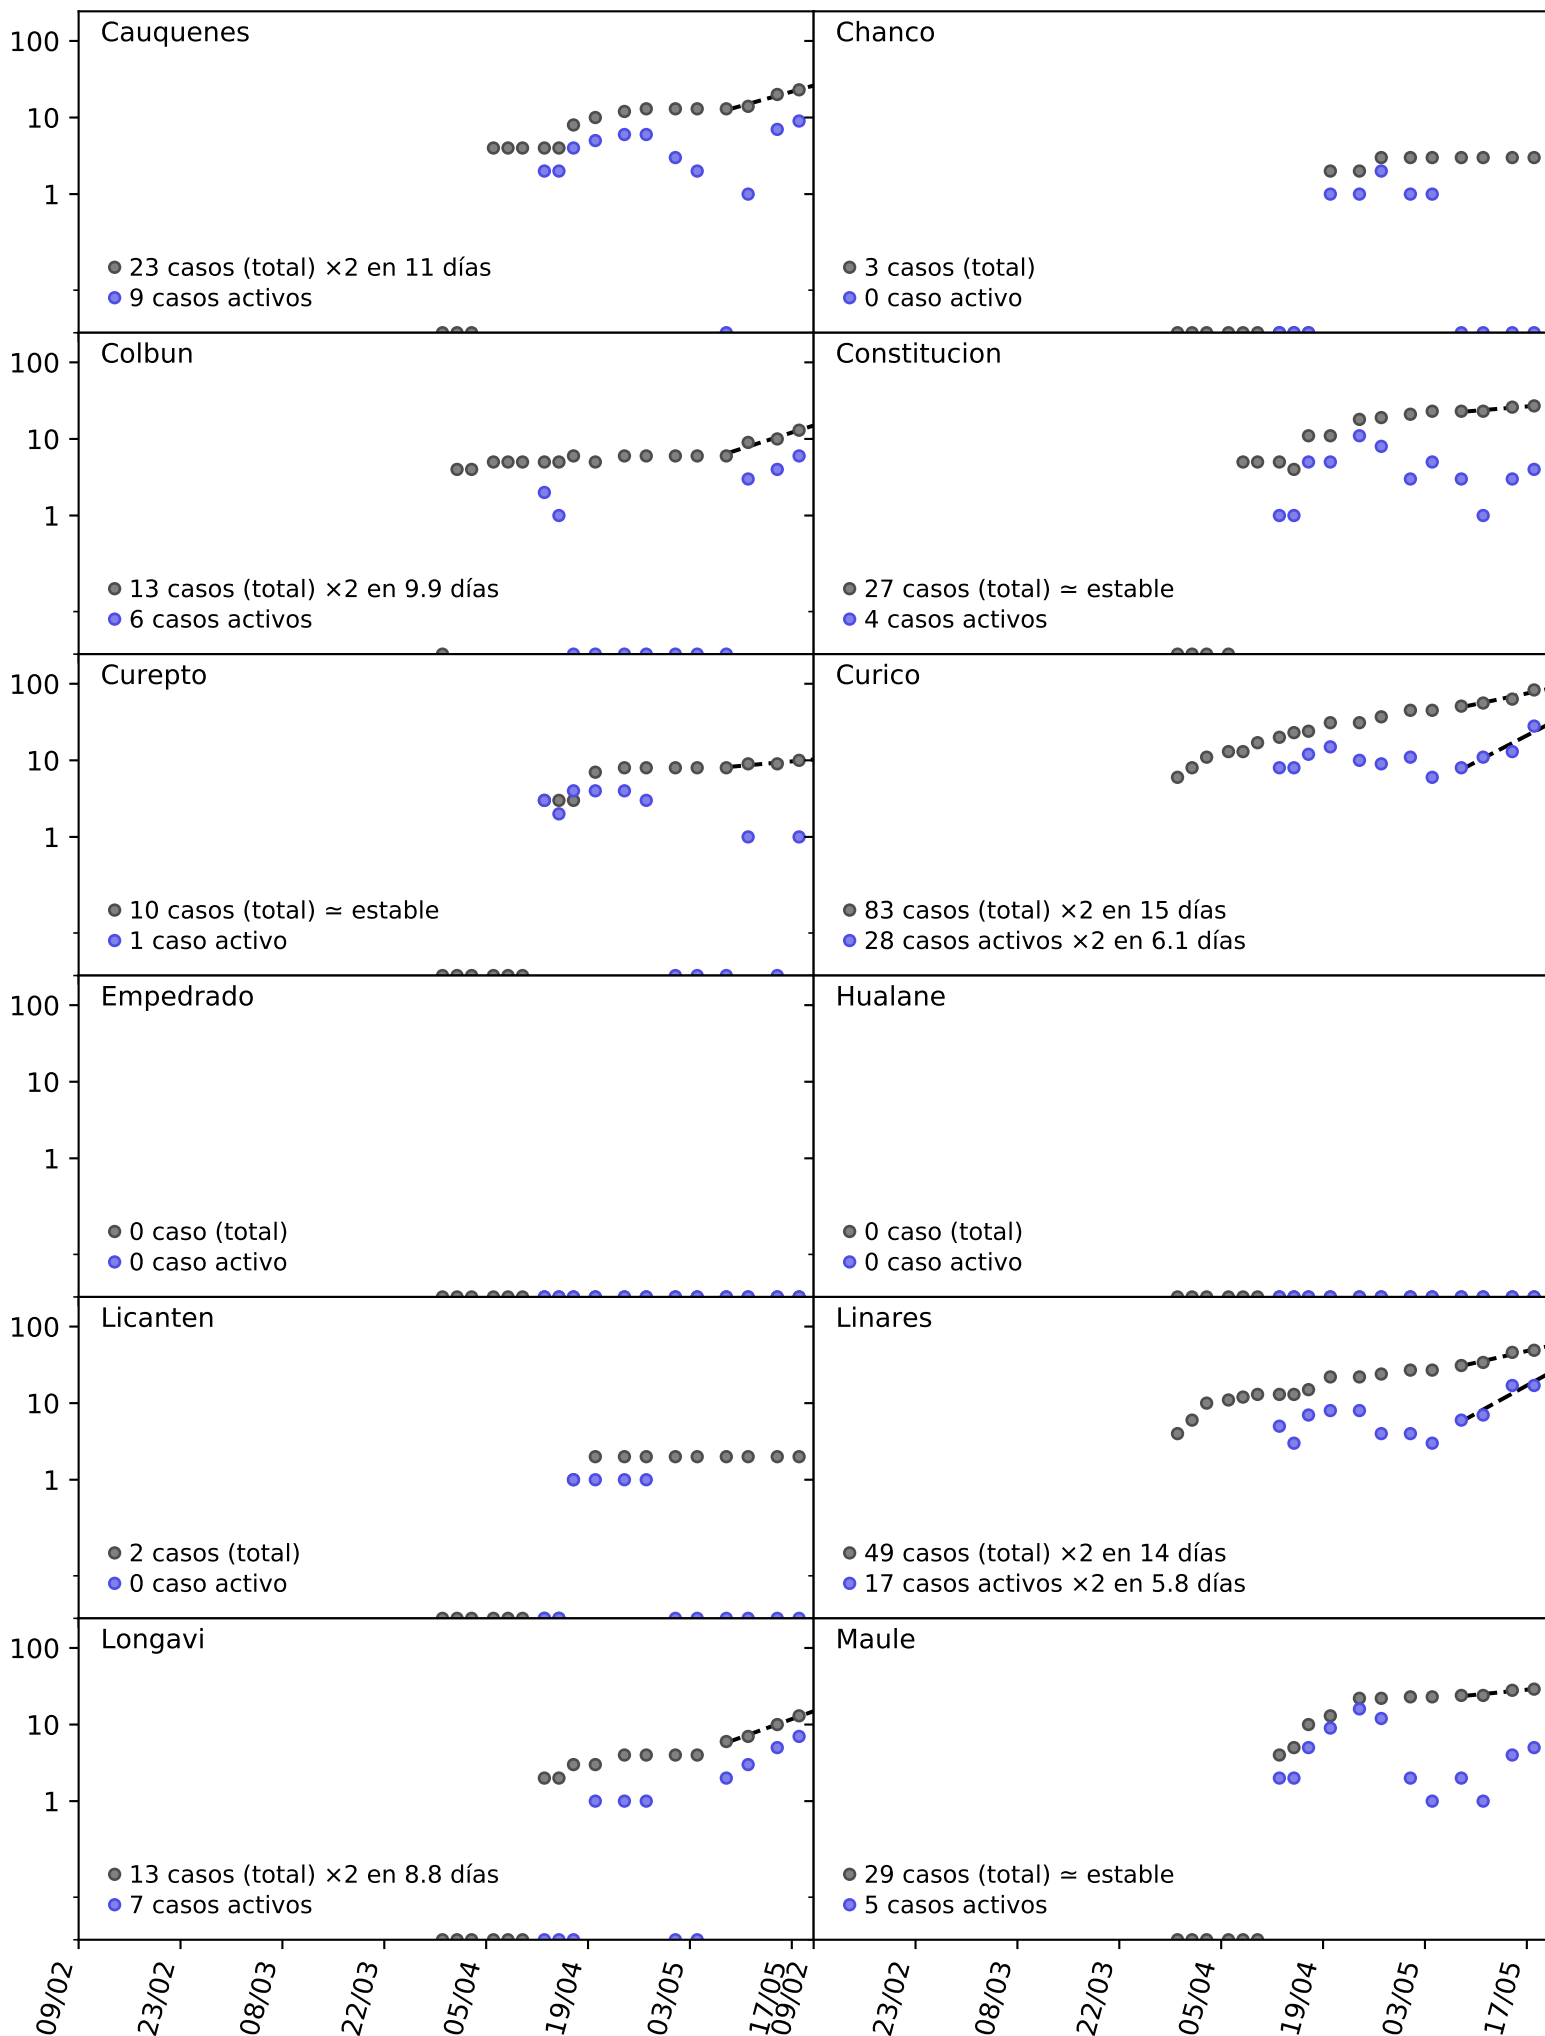 Cauquenes
Chanco
100
10
1
23 casos (total) ×2 en 11 días
9 casos activos
3 casos (total)
0 caso activo
Colbun
Constitucion
100
10
1
13 casos (total) ×2 en 9.9 días
6 casos activos
27 casos (total) ≃ estable
4 casos activos
Curepto
Curico
100
10
1
10 casos (total) ≃ estable
1 caso activo
83 casos (total) ×2 en 15 días
28 casos activos ×2 en 6.1 días
Empedrado
Hualane
100
10
1
0 caso (total)
0 caso activo
0 caso (total)
0 caso activo
Licanten
Linares
100
10
1
2 casos (total)
0 caso activo
49 casos (total) ×2 en 14 días
17 casos activos ×2 en 5.8 días
Longavi
Maule
100
10
1
13 casos (total) ×2 en 8.8 días
7 casos activos
29 casos (total) ≃ estable
5 casos activos
09/02
23/02
08/03
22/03
05/04
19/04
03/05
17/05
09/02
23/02
08/03
22/03
05/04
19/04
03/05
17/05